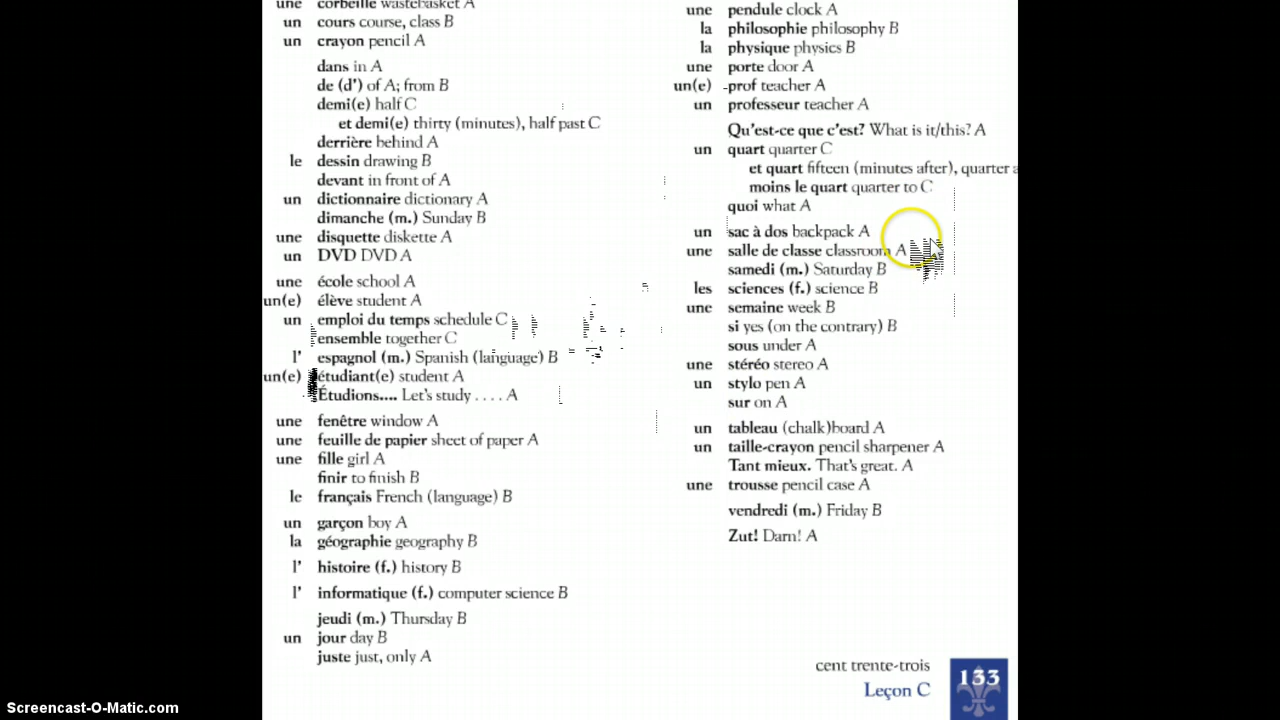 une corbeille wastebasket A
un cours course, class B
un crayon pencil A
dans in A
de (d') of A; from B
demi(e) half C
et demi(e) thirty (minutes), half past C
derrière behind A
le dessin drawing B
devant in front of A
un dictionnaire dictionary A
dimanche (m.) Sunday B
une disquette diskette A
un DVD DVD A
une école school A
un(e) élève student A
un emploi du temps schedule C
ensemble together C
l' espagnol (m.) Spanish (language) B
un(e) étudiant(e) student A
Étudions.... Let's study . . . . A
une fenêtre window A
une feuille de papier sheet of paper A
une fille girl A
finir to finish B
le français French (language) B
un garçon boy A
la géographie geography B
l' histoire (f.) history B
l' informatique (f.) computer science B
jeudi (m.) Thursday B
un jour day B
juste just, only A
une pendule clock A
la philosophie philosophy B
la physique physics B
une porte door A
un(e) prof teacher A
un professeur teacher A
Qu'est-ce que c'est? What is it/this? A
un quart quarter C
et quart fifteen (minutes after), quarter
moins le quart quarter to C
quoi what A
un sac à dos backpack A
une salle de classe classroom A
samedi (m.) Saturday B
les sciences (f.) science B
une semaine week B
si yes (on the contrary) B
sous under A
une stéréo stereo A
un stylo pen A
sur on A
un tableau (chalk)board A
un taille-crayon pencil sharpener A
Tant mieux. That's great. A
une trousse pencil case A
vendredi (m.) Friday B
Zut! Darn! A
cent trente-trois
Leçon C
133
Screencast-O-Matic.com